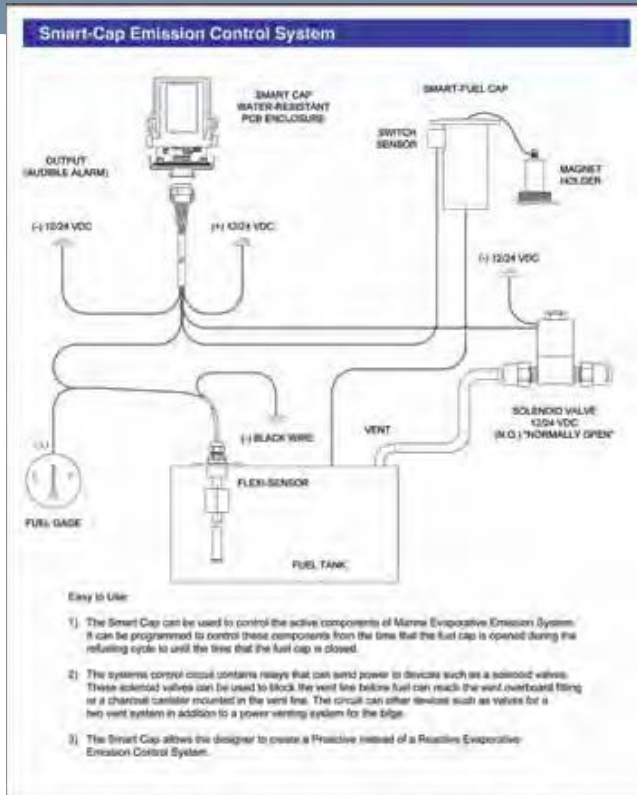 Smart-Cap Emission Control System
SMART CAP
WATER-RESISTANT
PCB ENCLOSURE
SMART-FUEL CAP
SWITCH
SENSOR
MAGNET
HOLDER
OUTPUT
(AUDIBLE ALARM)
(-) 12/24 VDC
(+) 12/24 VDC
(-) 12/24 VDC
SOLENOID VALVE
12/24 VDC
(N.O.) "NORMALLY OPEN"
(-) BLACK WIRE
VENT
(+)
E F
FUEL GAGE
FLEXI-SENSOR
FUEL TANK
Easy to Use:
1) The Smart Cap can be used to control the active components of Marine Evaporative Emission System.
It can be programmed to control these components from the time that the fuel cap is opened during the
refueling cycle to until the time that the fuel cap is closed.
2) The systems control circuit contains relays that can send power to devices such as a solenoid valves.
These solenoid valves can be used to block the vent line before fuel can reach the vent overboard fitting
or a charcoal canister mounted in the vent line. The circuit can other devices such as valves for a
two vent system in addition to a power venting system for the bilge.
3) The Smart Cap allows the designer to create a Proactive instead of a Reactive Evaporative
Emission Control System.